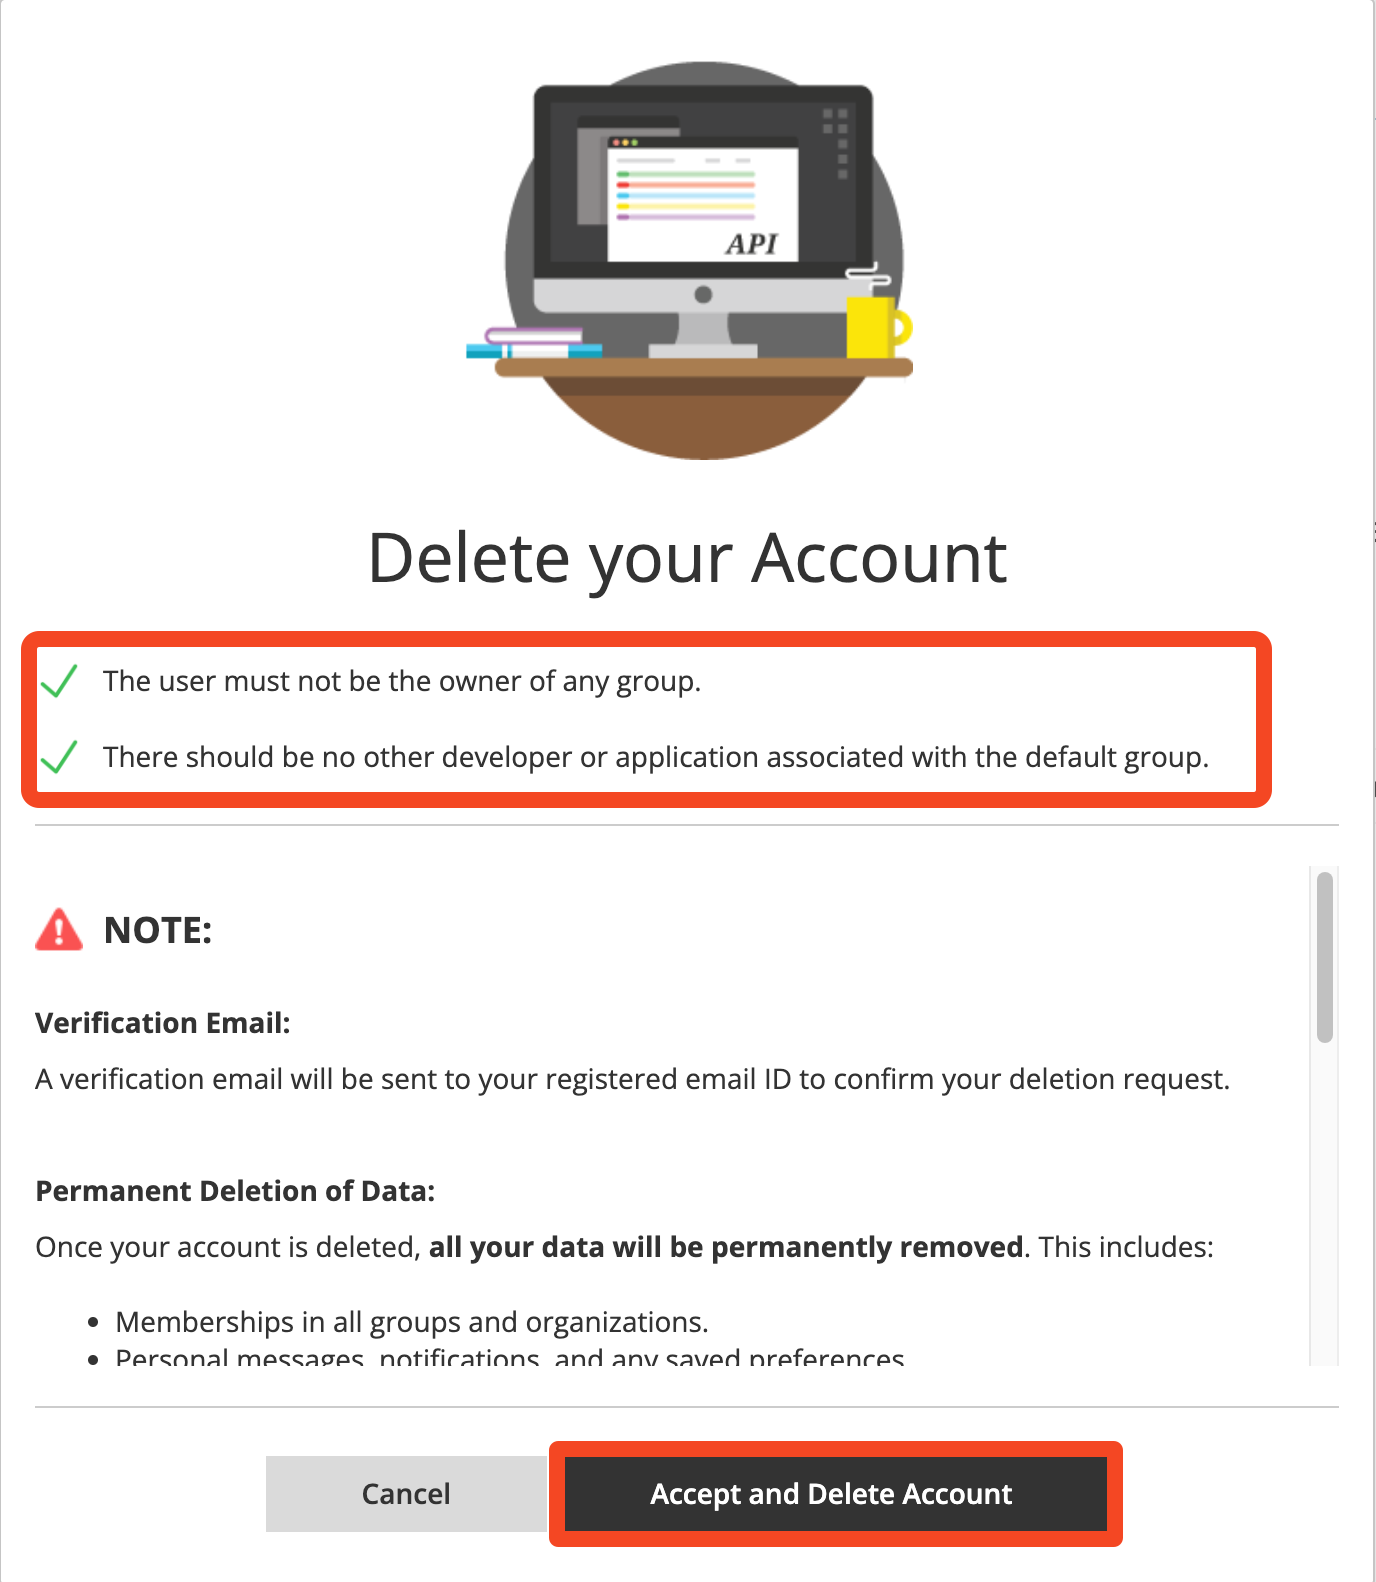 API
Delete your Account
The user must not be the owner of any group.
There should be no other developer or application associated with the default group.
NOTE:
Verification Email:
A verification email will be sent to your registered email ID to confirm your deletion request.
Permanent Deletion of Data:
Once your account is deleted, all your data will be permanently removed. This includes:
• Memberships in all groups and organizations.
• Personal messages, notifications, and any saved preferences
Cancel
Accept and Delete Account